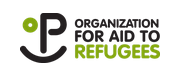 ORGANIZATION
FOR AID TO
REFUGEES